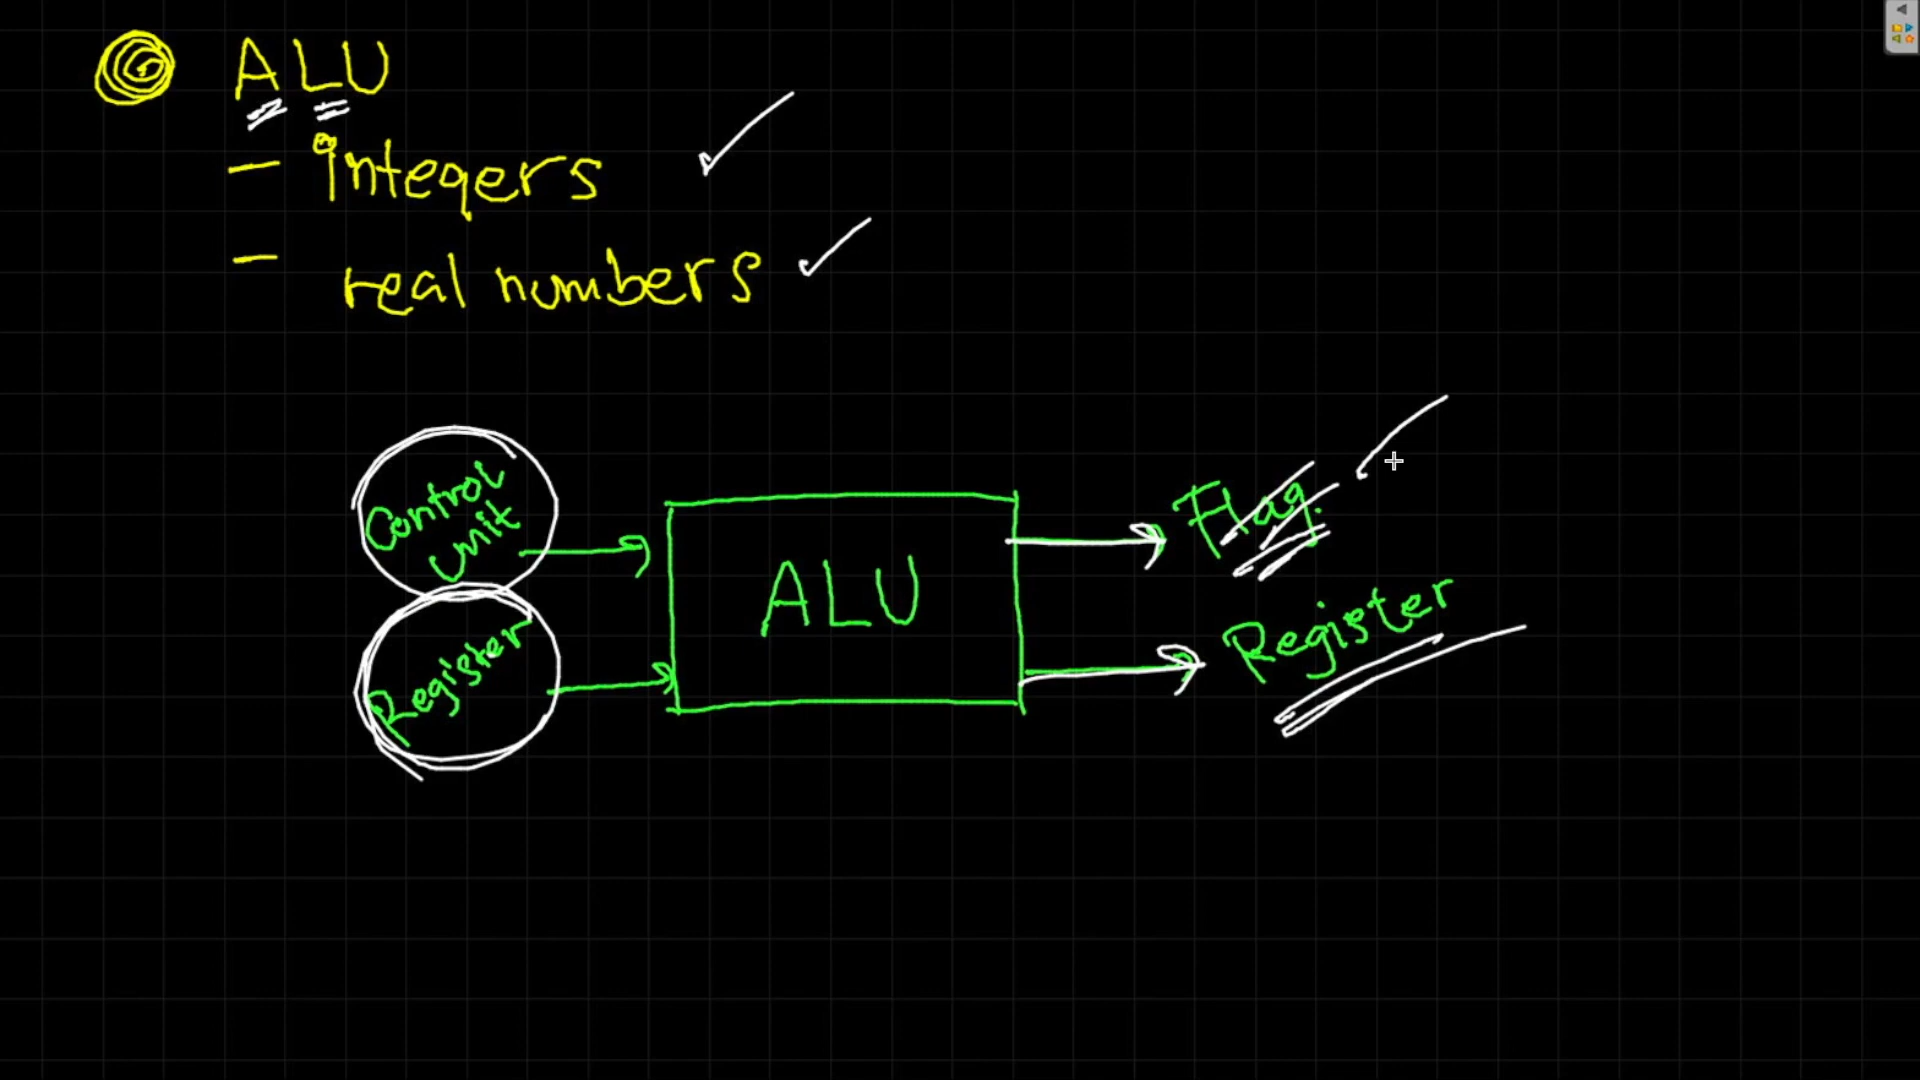 ALU
- integers
- real numbers
Control
unit
Register
ALU
Flag.
Register